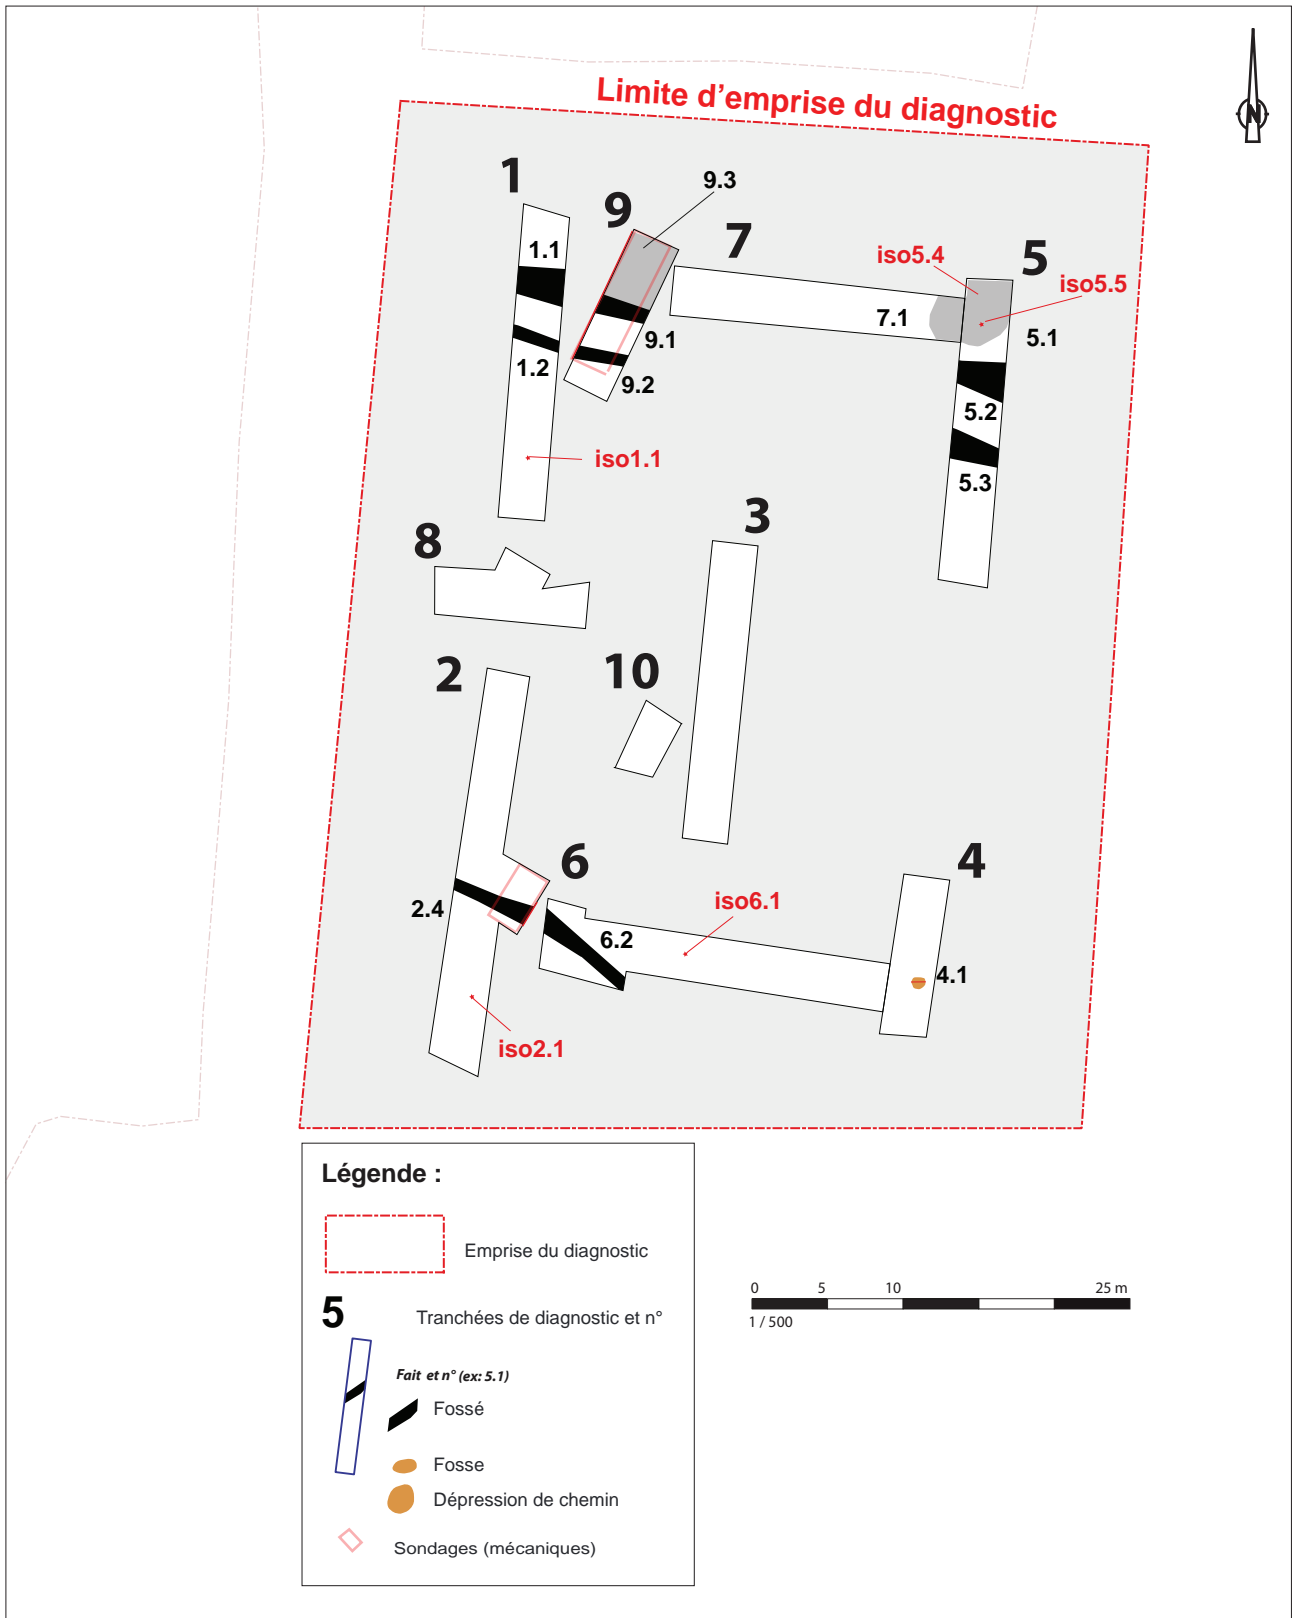 Limite d'emprise du diagnostic
N
1
9
9.3
7
5
1.1
iso5.4
iso5.5
7.1
5.1
9.1
1.2
9.2
5.2
iso1.1
5.3
3
8
2
10
6
4
2.4
iso6.1
6.2
4.1
iso2.1
Légende :
Emprise du diagnostic
5 Tranchées de diagnostic et n°
Fait et n° (ex: 5.1)
Fossé
Fosse
Dépression de chemin
Sondages (mécaniques)
0 5 10 25 m
1 / 500